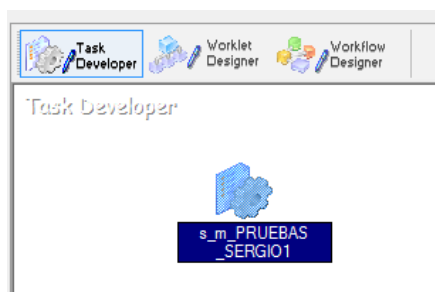 Task
Developer
Worklet
Designer
Workflow
Designer
Task Developer
s_m_PRUEBAS
_SERGIO1